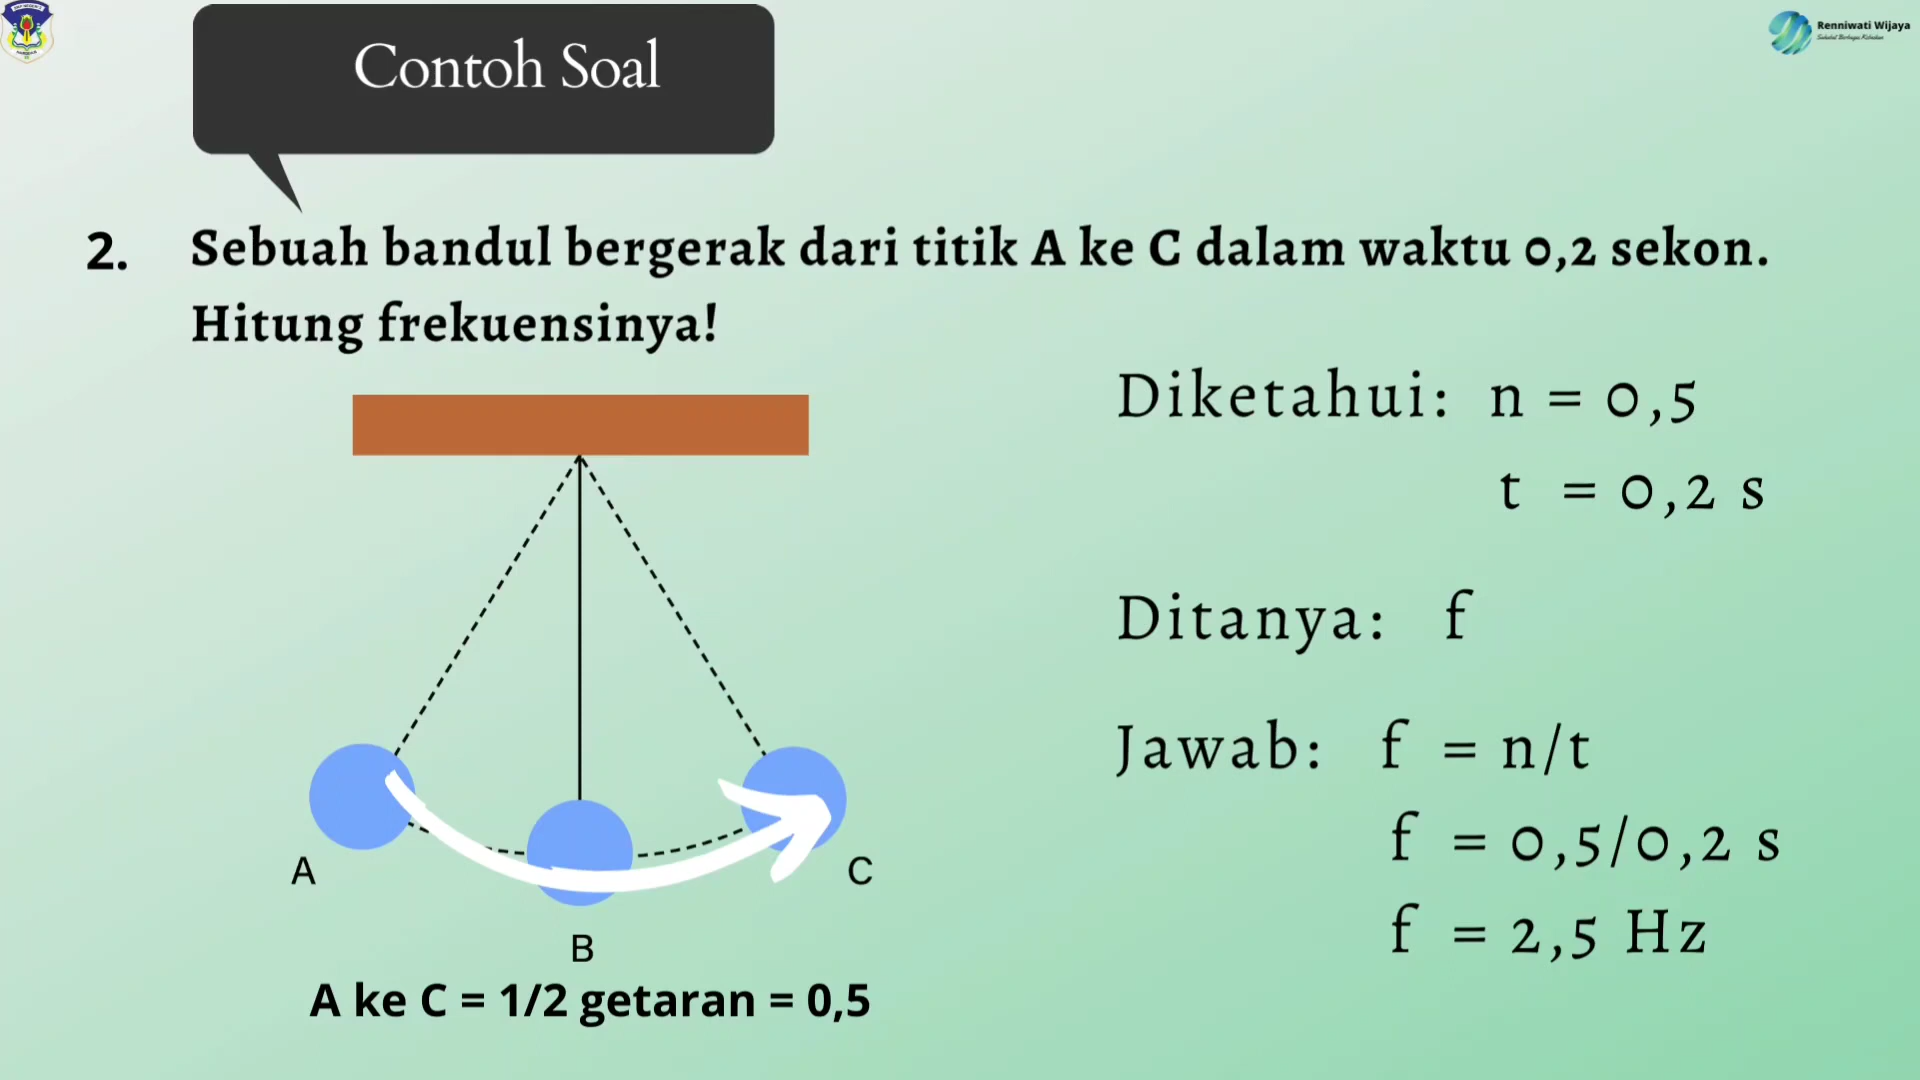 Contoh Soal
Renniwati Wijaya
2. Sebuah bandul bergerak dari titik A ke C dalam waktu 0,2 sekon.
Hitung frekuensinya!
Diketahui: n = 0,5
t = 0,2 s
Ditanya: f
Jawab: f = n/t
f = 0,5/0,2 s
f = 2,5 Hz
A
C
B
A ke C = 1/2 getaran = 0,5